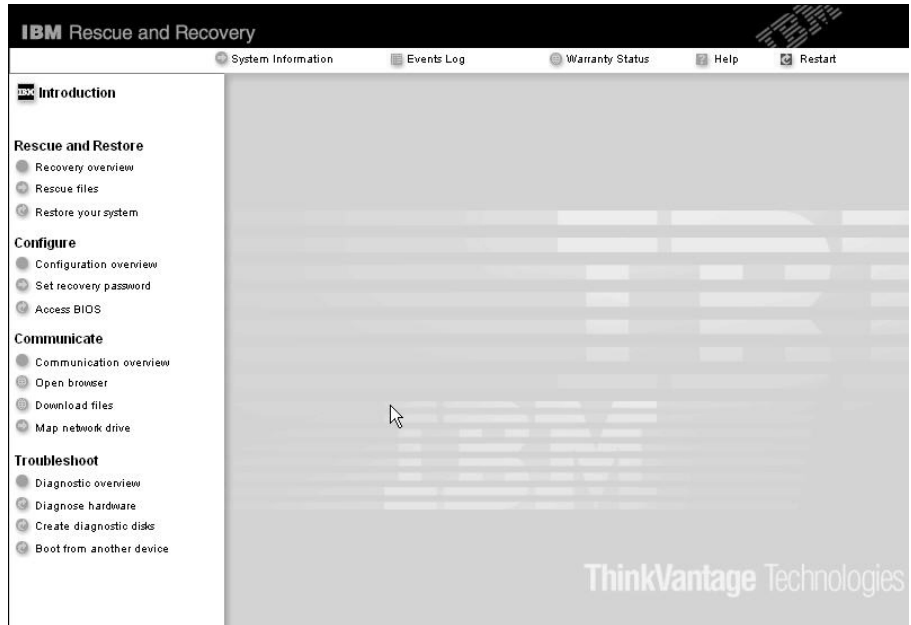 IBM Rescue and Recovery
IBM
System Information Events Log Warranty Status Help Restart
Introduction
Rescue and Restore
Recovery overview
Rescue files
Restore your system
Configure
Configuration overview
Set recovery password
Access BIOS
Communicate
Communication overview
Open browser
Download files
Map network drive
Troubleshoot
Diagnostic overview
Diagnose hardware
Create diagnostic disks
Boot from another device
IBM
ThinkVantage Technologies